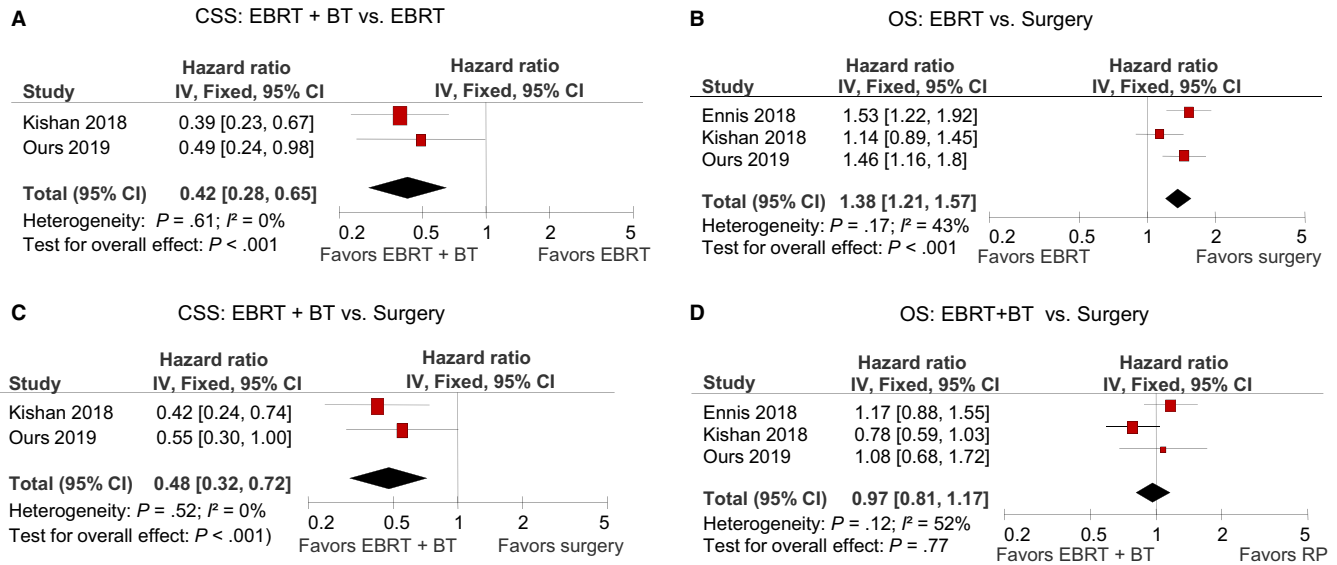 A
CSS: EBRT + BT vs. EBRT
Hazard ratio Hazard ratio
Study IV, Fixed, 95% CI IV, Fixed, 95% CI
Kishan 2018 0.39 [0.23, 0.67]
Ours 2019 0.49 [0.24, 0.98]
Total (95% CI) 0.42 [0.28, 0.65]
Heterogeneity: P = .61; I² = 0%
Test for overall effect: P < .001
0.2 0.5 1 2 5
Favors EBRT + BT Favors EBRT
B
OS: EBRT vs. Surgery
Hazard ratio Hazard ratio
Study IV, Fixed, 95% CI IV, Fixed, 95% CI
Ennis 2018 1.53 [1.22, 1.92]
Kishan 2018 1.14 [0.89, 1.45]
Ours 2019 1.46 [1.16, 1.8]
Total (95% CI) 1.38 [1.21, 1.57]
Heterogeneity: P = .17; I² = 43%
Test for overall effect: P < .001
0.2 1 2 5
Favors EBRT Favors surgery
C
CSS: EBRT + BT vs. Surgery
Hazard ratio Hazard ratio
Study IV, Fixed, 95% CI IV, Fixed, 95% CI
Kishan 2018 0.42 [0.24, 0.74]
Ours 2019 0.55 [0.30, 1.00]
Total (95% CI) 0.48 [0.32, 0.72]
Heterogeneity: P = .52; I² = 0%
Test for overall effect: P < .001)
0.2 0.5 1 2 5
Favors EBRT + BT Favors surgery
D
OS: EBRT+BT vs. Surgery
Hazard ratio Hazard ratio
Study IV, Fixed, 95% CI IV, Fixed, 95% CI
Ennis 2018 1.17 [0.88, 1.55]
Kishan 2018 0.78 [0.59, 1.03]
Ours 2019 1.08 [0.68, 1.72]
Total (95% CI) 0.97 [0.81, 1.17]
Heterogeneity: P = .12; I² = 52%
Test for overall effect: P = .77
0.2 0.5 1 2 5
Favors EBRT + BT Favors RP